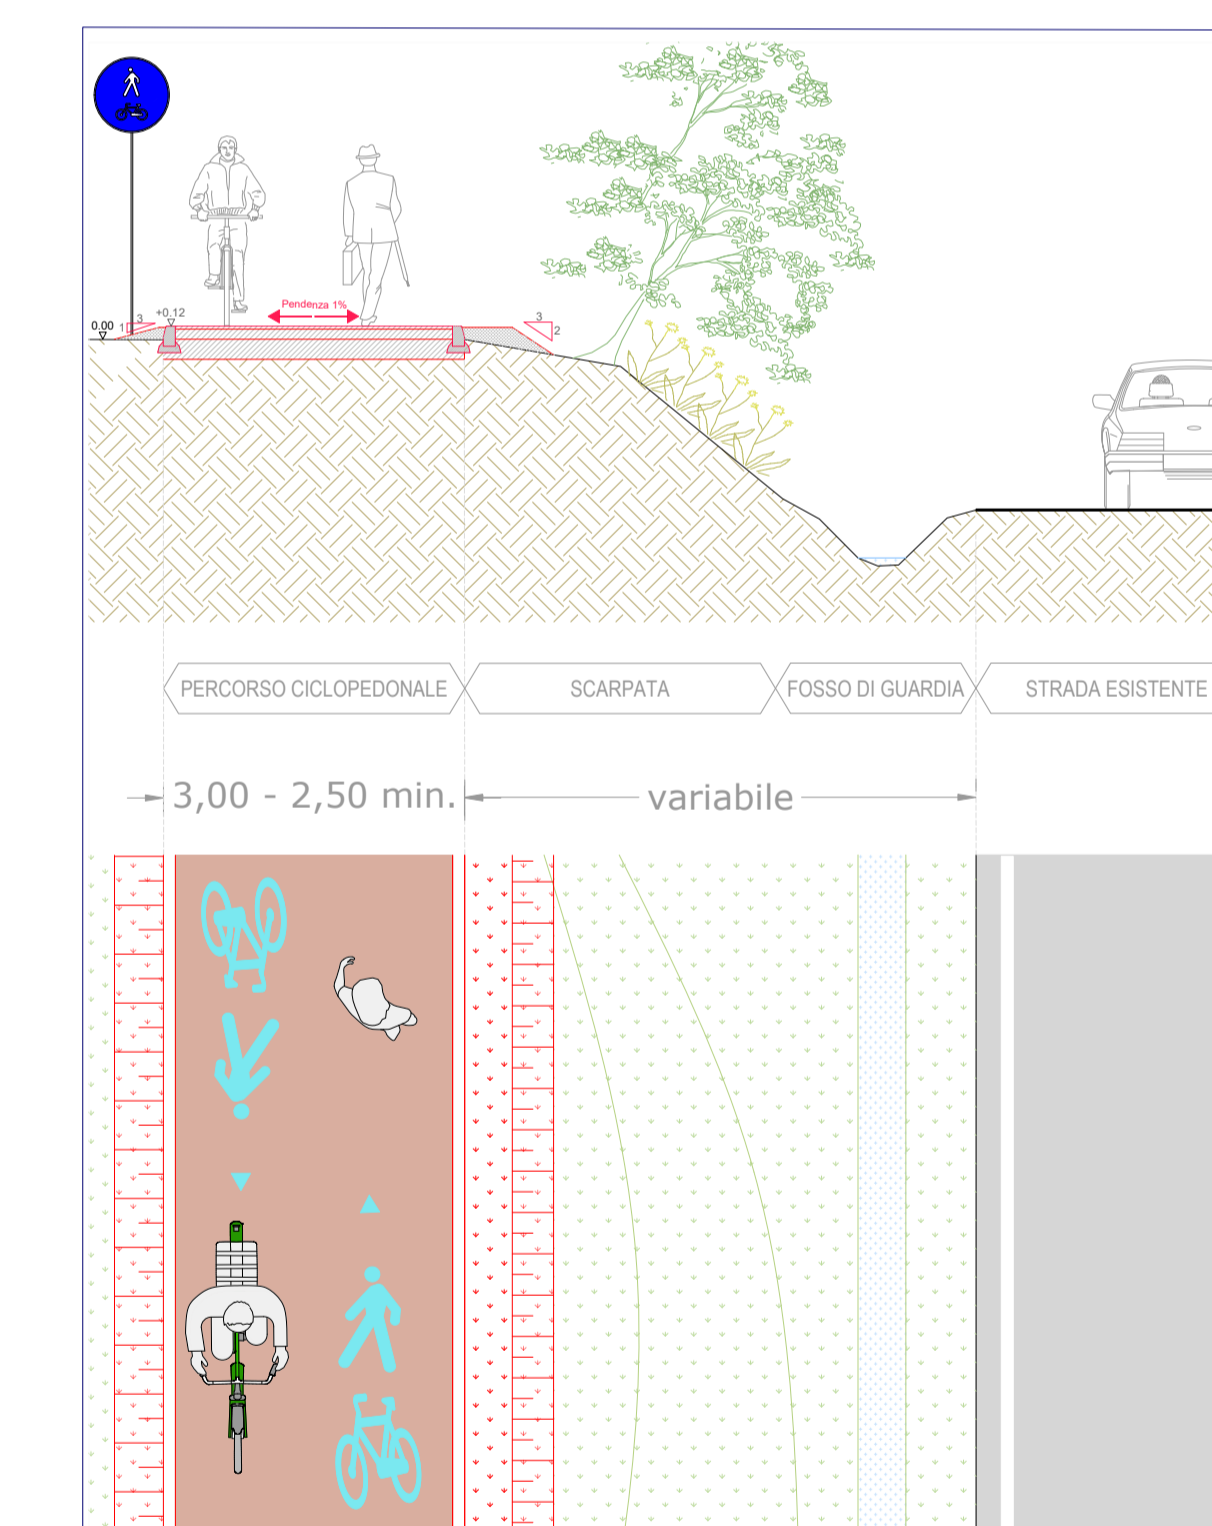 Pendenza 1%
+0.12
0.00
1
3
3
2
PERCORSO CICLOPEDONALE
SCARPATA
FOSSO DI GUARDIA
STRADA ESISTENTE
3,00 - 2,50 min.
variabile